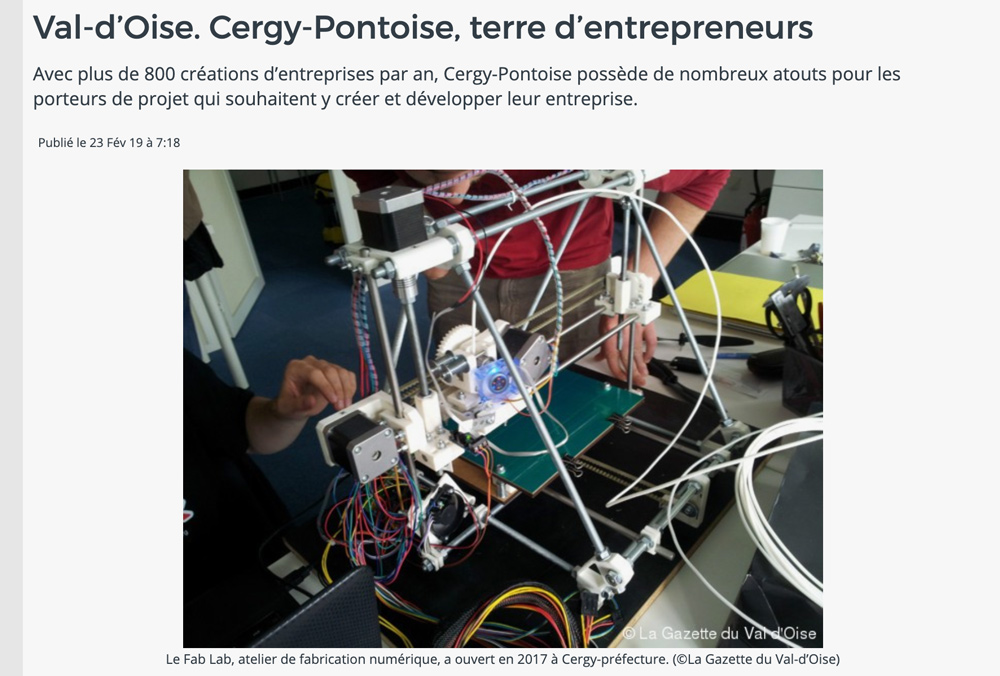 Val-d’Oise. Cergy-Pontoise, terre d’entrepreneurs
Avec plus de 800 créations d’entreprises par an, Cergy-Pontoise possède de nombreux atouts pour les
porteurs de projet qui souhaitent y créer et développer leur entreprise.
Publié le 23 Fév 19 à 7:18
© La Gazette du Val d'Oise
Le Fab Lab, atelier de fabrication numérique, a ouvert en 2017 à Cergy-préfecture. (©La Gazette du Val-d’Oise)